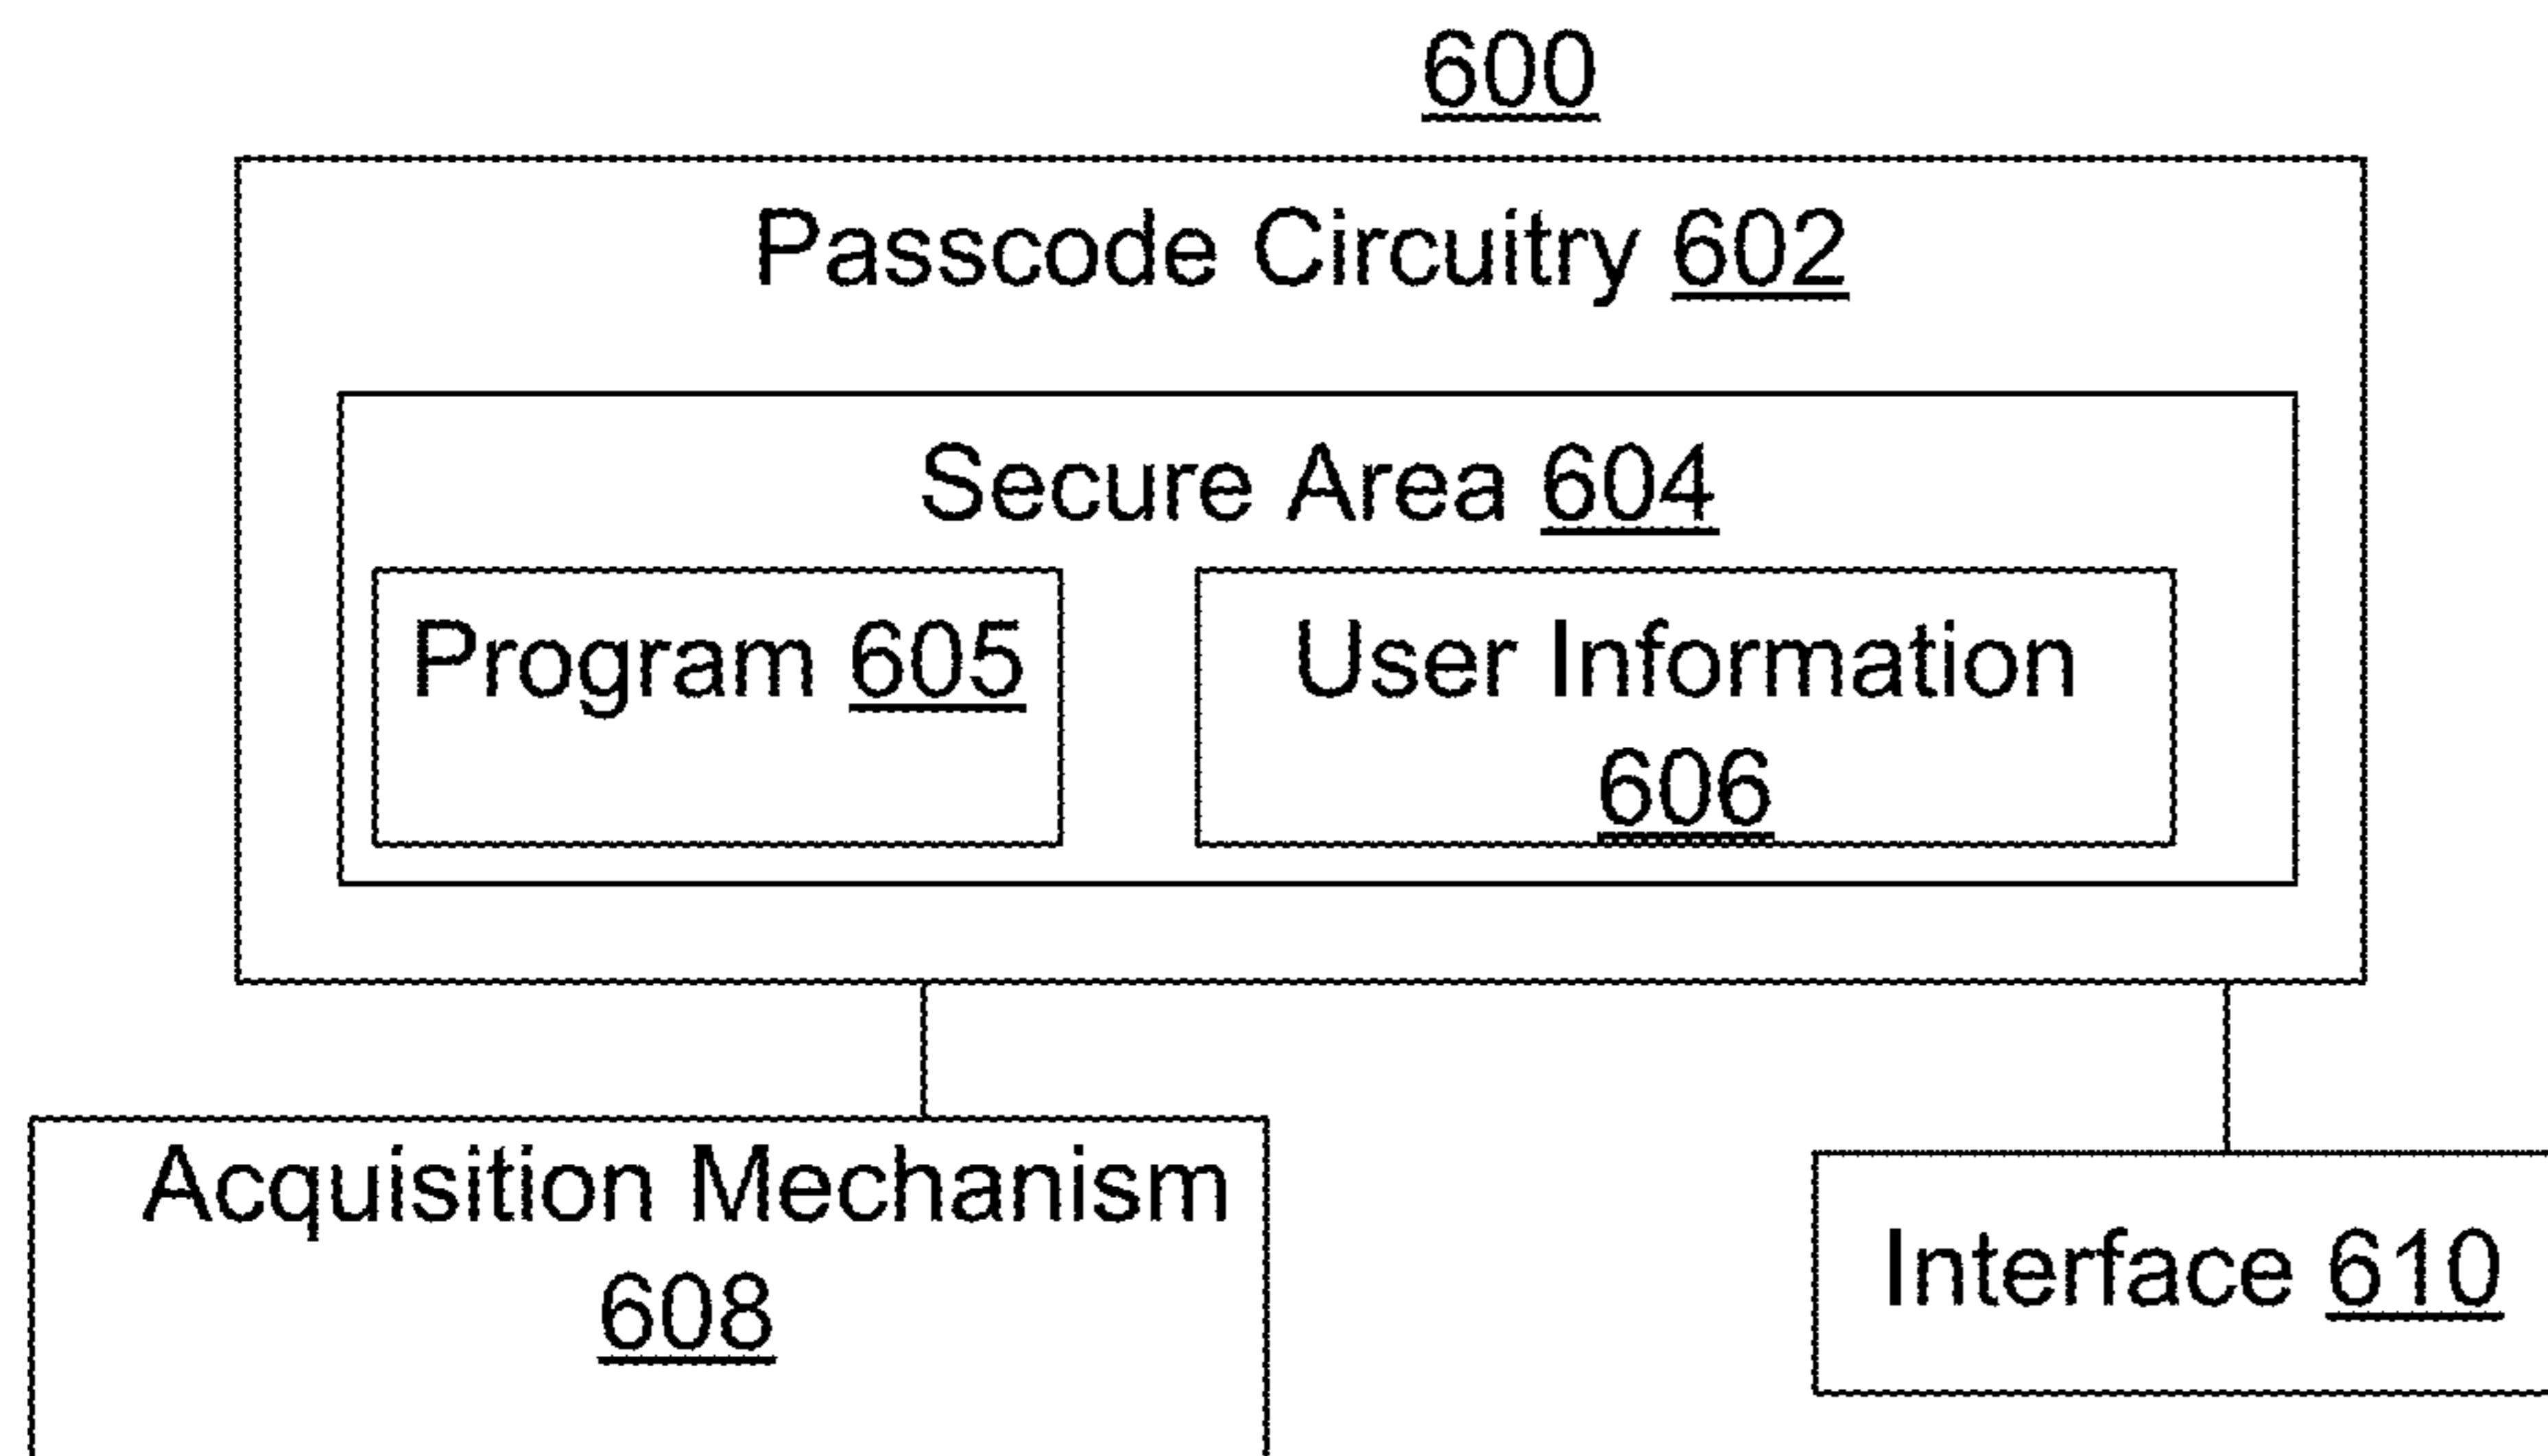 600
Passcode Circuitry 602
Secure Area 604
Program 605
User Information
606
Acquisition Mechanism
608
Interface 610